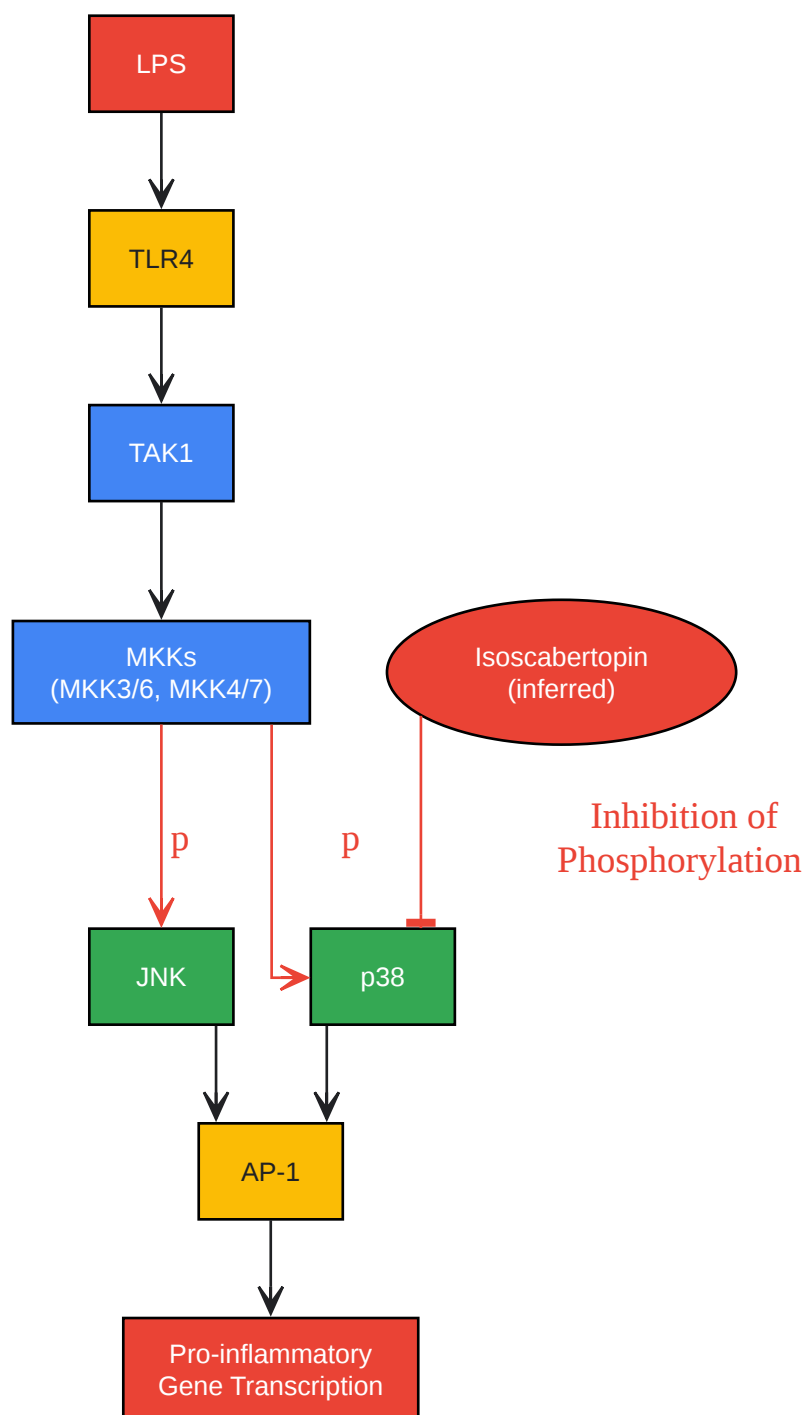 LPS
TLR4
TAK1
MKKs
(MKK3/6, MKK4/7)
Isoscabertopin
(inferred)
p
p
Inhibition of
Phosphorylation
JNK
p38
AP-1
Pro-inflammatory
Gene Transcription